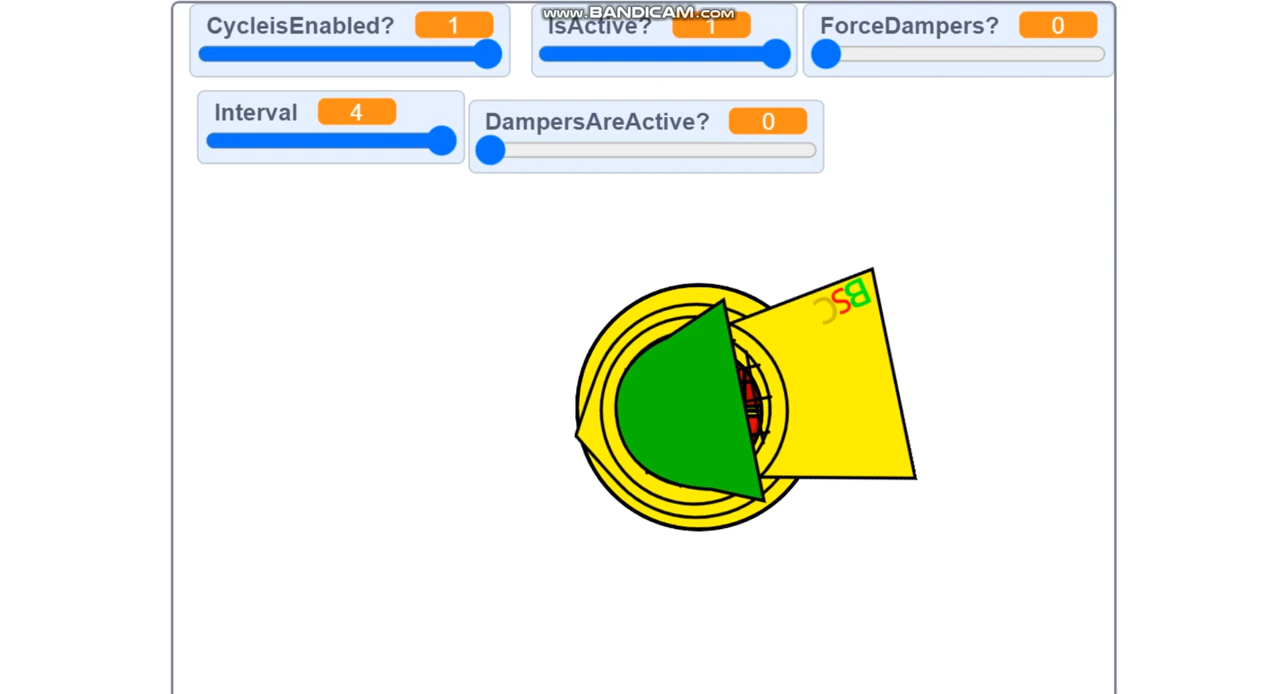 www.BANDICAM.com
CycleisEnabled? 1
IsActive? 1
ForceDampers? 0
Interval 4
DampersAreActive? 0
BSC